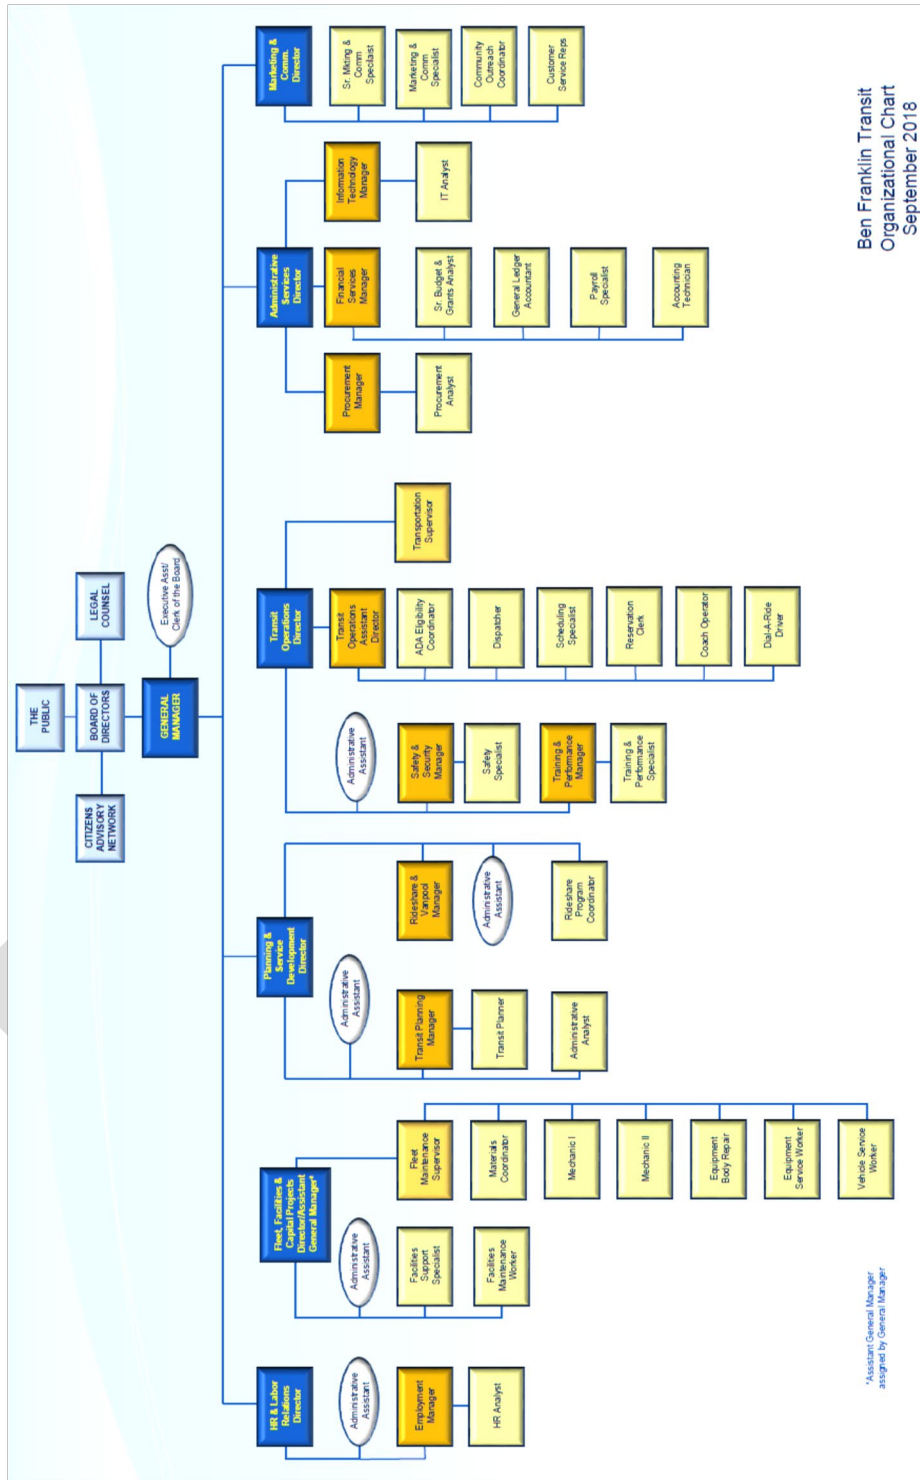 THE
PUBLIC
CITIZENS
ADVISORY
NETWORK
BOARD OF
DIRECTORS
LEGAL
COUNSEL
GENERAL
MANAGER
Executive Asst/
Clerk of the Board
HR & Labor
Relations
Director
Administrative
Assistant
Employment
Manager
HR Analyst
Fleet, Facilities &
Capital Projects
Director/Assistant
General Manager*
Administrative
Assistant
Facilities
Support
Specialist
Facilities
Maintenance
Worker
Fleet
Maintenance
Supervisor
Materials
Coordinator
Mechanic I
Mechanic II
Equipment
Body Repair
Equipment
Service Worker
Vehicle Service
Worker
Planning &
Service
Development
Director
Administrative
Assistant
Transit Planning
Manager
Transit Planner
Administrative
Analyst
Rideshare &
Vanpool
Manager
Administrative
Assistant
Rideshare
Program
Coordinator
Transit
Operations
Director
Administrative
Assistant
Safety &
Security
Manager
Safety
Specialist
Training &
Performance
Manager
Training &
Performance
Specialist
Transit
Operations
Assistant
Director
ADA Eligibility
Coordinator
Dispatcher
Scheduling
Specialist
Reservation
Clerk
Coach Operator
Dial-A-Ride
Driver
Transportation
Supervisor
Administrative
Services
Director
Procurement
Manager
Procurement
Analyst
Financial
Services
Manager
Sr. Budget &
Grants Analyst
General Ledger
Accountant
Payroll
Specialist
Accounting
Technician
Information
Technology
Manager
IT Analyst
Marketing &
Comm.
Director
Sr. Mkting &
Comm
Specilaist
Marketing &
Comm
Specialist
Community
Outreach
Coordinator
Customer
Service Reps
*Assistant General Manager
assigned by General Manager
Ben Franklin Transit
Organizational Chart
September 2018